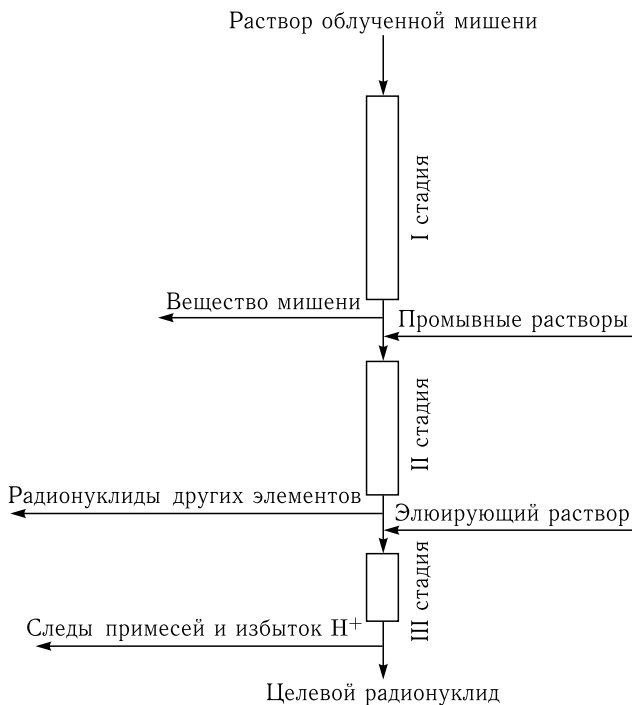 Раствор облученной мишени
I стадия
Вещество мишени
Промывные растворы
II стадия
Радионуклиды других элементов
Элюирующий раствор
III стадия
Следы примесей и избыток H⁺
Целевой радионуклид